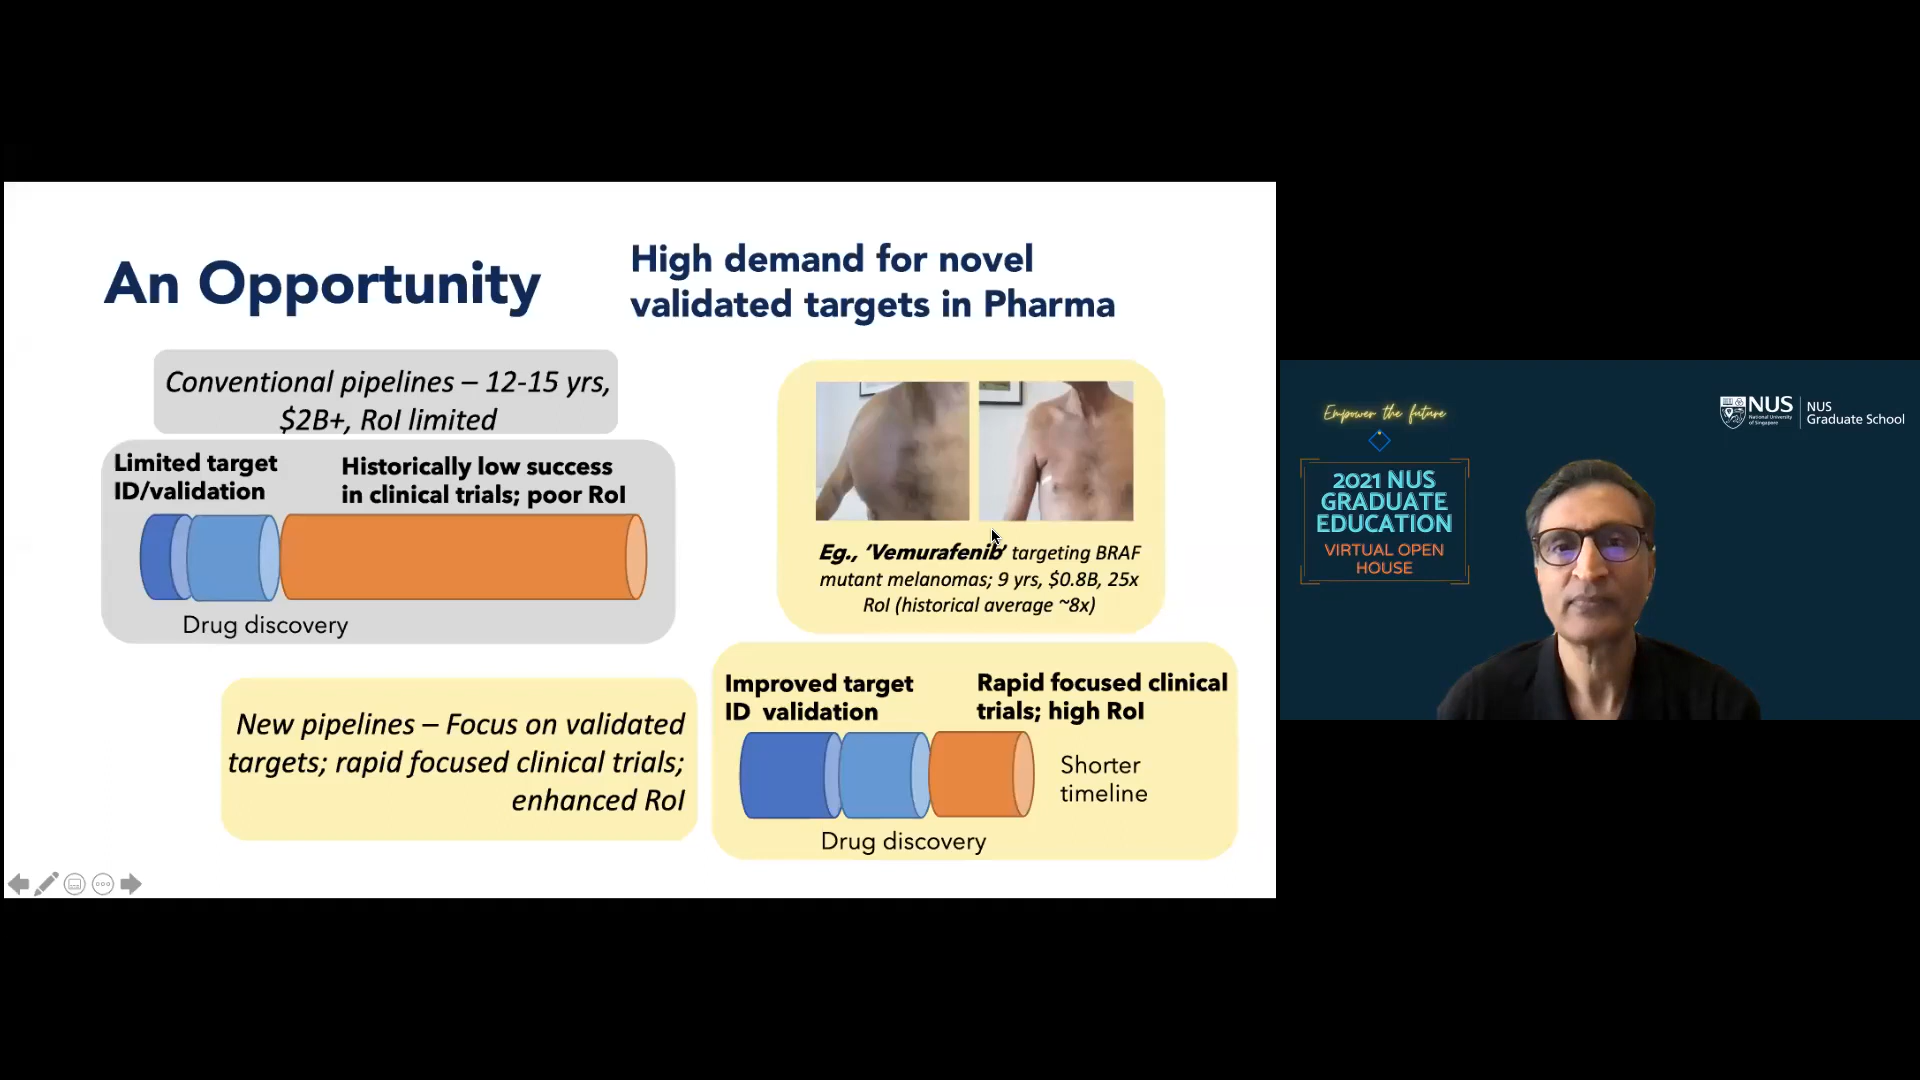 An Opportunity
High demand for novel
validated targets in Pharma
Conventional pipelines – 12-15 yrs,
$2B+, RoI limited
Limited target
ID/validation
Historically low success
in clinical trials; poor RoI
Drug discovery
Eg., ‘Vemurafenib’ targeting BRAF
mutant melanomas; 9 yrs, $0.8B, 25x
RoI (historical average ~8x)
New pipelines – Focus on validated
targets; rapid focused clinical trials;
enhanced RoI
Improved target
ID validation
Rapid focused clinical
trials; high RoI
Shorter
timeline
Drug discovery
Empower the future
2021 NUS
GRADUATE
EDUCATION
VIRTUAL OPEN
HOUSE
NUS
National University
of Singapore
NUS
Graduate School